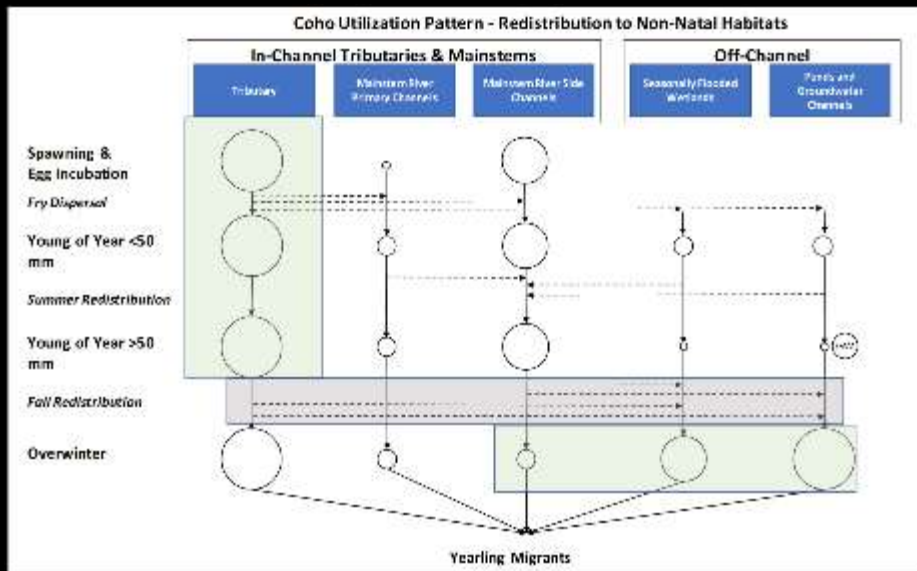 Coho Utilization Pattern - Redistribution to Non-Natal Habitats
In-Channel Tributaries & Mainstems
Off-Channel
Tributary
Mainstem River
Primary Channels
Mainstem River Side
Channels
Seasonally Flooded
Wetlands
Ponds and
Groundwater
Channels
Spawning &
Egg Incubation
Fry Dispersal
Young of Year <50
mm
Summer Redistribution
Young of Year >50
mm
Fall Redistribution
Overwinter
Yearling Migrants